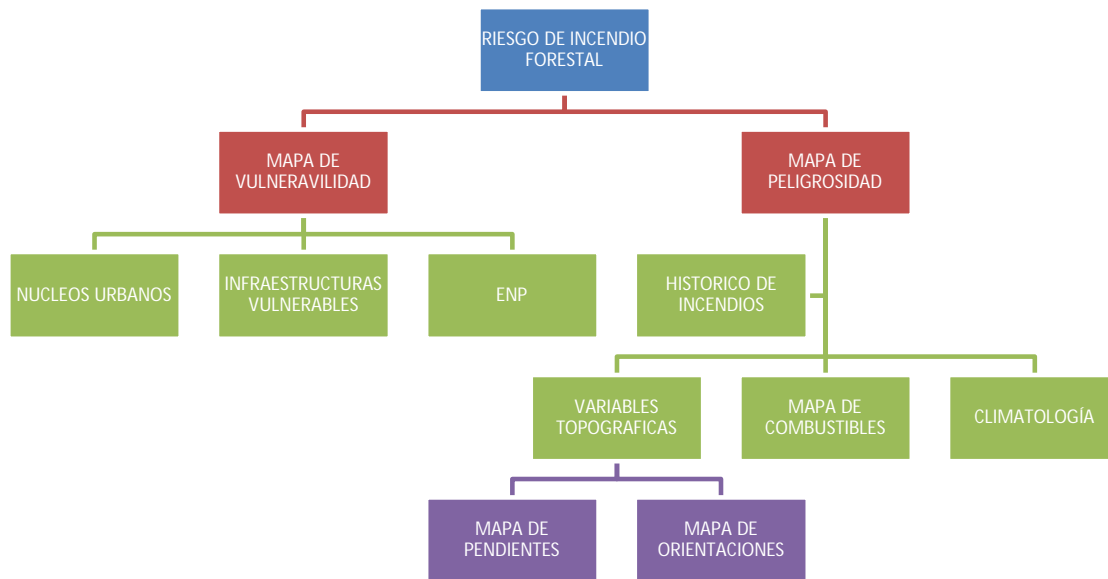 RIESGO DE INCENDIO
FORESTAL
MAPA DE
VULNERAVILIDAD
MAPA DE
PELIGROSIDAD
NUCLEOS URBANOS
INFRAESTRUCTURAS
VULNERABLES
ENP
HISTORICO DE
INCENDIOS
VARIABLES
TOPOGRAFICAS
MAPA DE
COMBUSTIBLES
CLIMATOLOGÍA
MAPA DE
PENDIENTES
MAPA DE
ORIENTACIONES